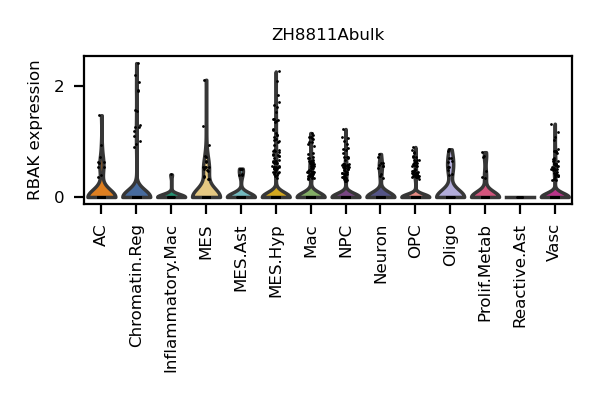 ZH8811Abulk
RBAK expression
2
0
AC
Chromatin.Reg
Inflammatory.Mac
MES
MES.Ast
MES.Hyp
Mac
NPC
Neuron
OPC
Oligo
Prolif.Metab
Reactive.Ast
Vasc